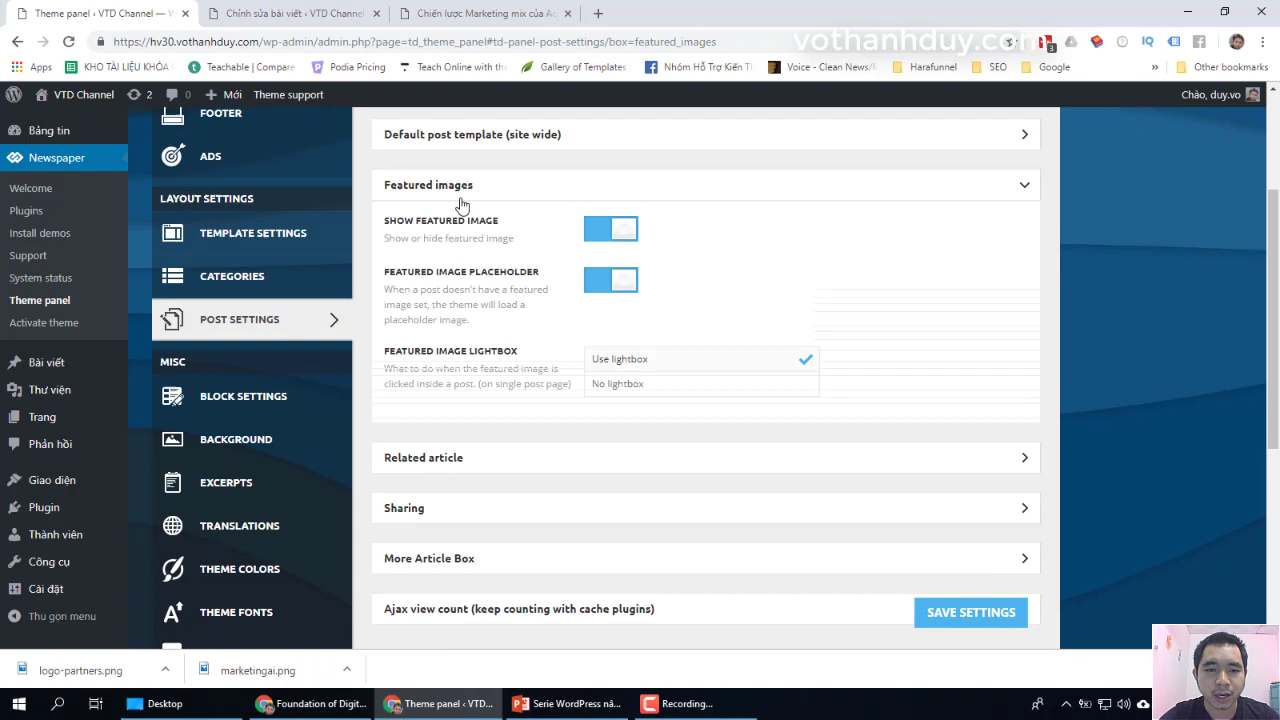 Theme panel ‹ VTD Channel — W
Chỉnh sửa bài viết ‹ VTD Channel
Chiến lược Marketing mix của Ad
https://hv30.vothanhduy.com/wp-admin/admin.php?page=td_theme_panel#td-panel-post-settings/box=featured_images
vothanhduy.com
3
Apps
KHO TÀI LIỆU KHÓA
Teachable | Compare
Podia Pricing
Teach Online with the
Gallery of Templates
Nhóm Hỗ Trợ Kiến Th
Voice - Clean News/
Harafunnel
SEO
Google
Other bookmarks
VTD Channel
2
Mới
Theme support
Chào, duy.vo
Bảng tin
Newspaper
Welcome
Plugins
Install demos
Support
System status
Theme panel
Activate theme
Bài viết
Thư viện
Trang
Phản hồi
Giao diện
Plugin
Thành viên
Công cụ
Cài đặt
Thu gọn menu
FOOTER
ADS
LAYOUT SETTINGS
TEMPLATE SETTINGS
CATEGORIES
POST SETTINGS
MISC
BLOCK SETTINGS
BACKGROUND
EXCERPTS
TRANSLATIONS
THEME COLORS
THEME FONTS
Default post template (site wide)
Featured images
SHOW FEATURED IMAGE
Show or hide featured image
FEATURED IMAGE PLACEHOLDER
When a post doesn't have a featured
image set, the theme will load a
placeholder image.
FEATURED IMAGE LIGHTBOX
What to do when the featured image is
clicked inside a post. (on single post page)
Use lightbox
No lightbox
Related article
Sharing
More Article Box
Ajax view count (keep counting with cache plugins)
SAVE SETTINGS
logo-partners.png
marketingai.png
Desktop
Foundation of Digit...
Theme panel ‹ VTD...
Serie WordPress nâ...
Recording...